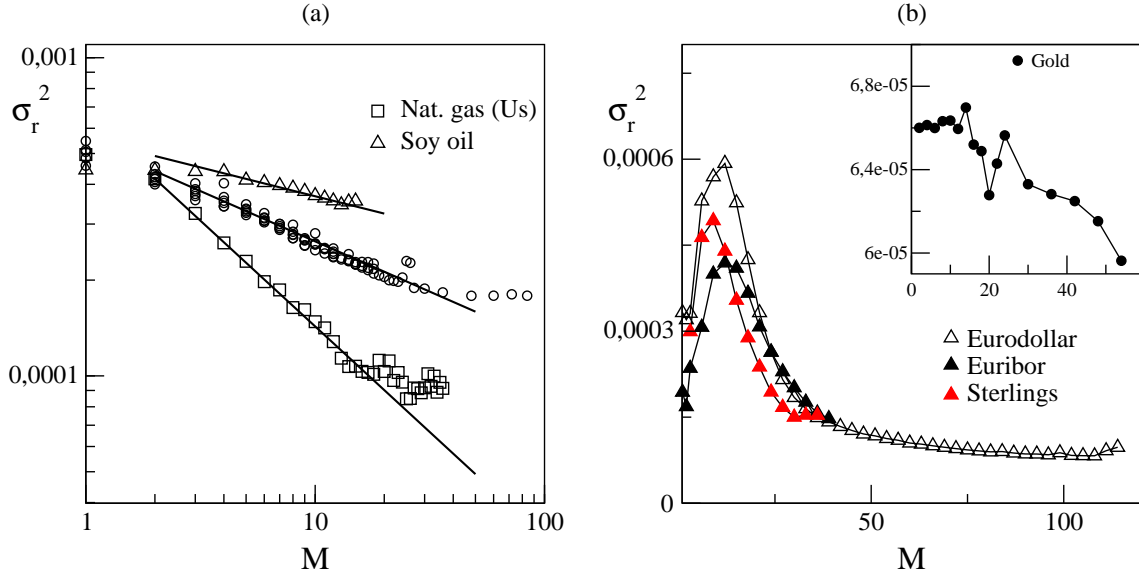 (a)
0,001
σr2
Nat. gas (Us)
Soy oil
0,0001
1
10
100
M
(b)
σr2
0,0006
0,0003
0
50
100
M
Gold
6,8e-05
6,4e-05
6e-05
0
20
40
Eurodollar
Euribor
Sterlings